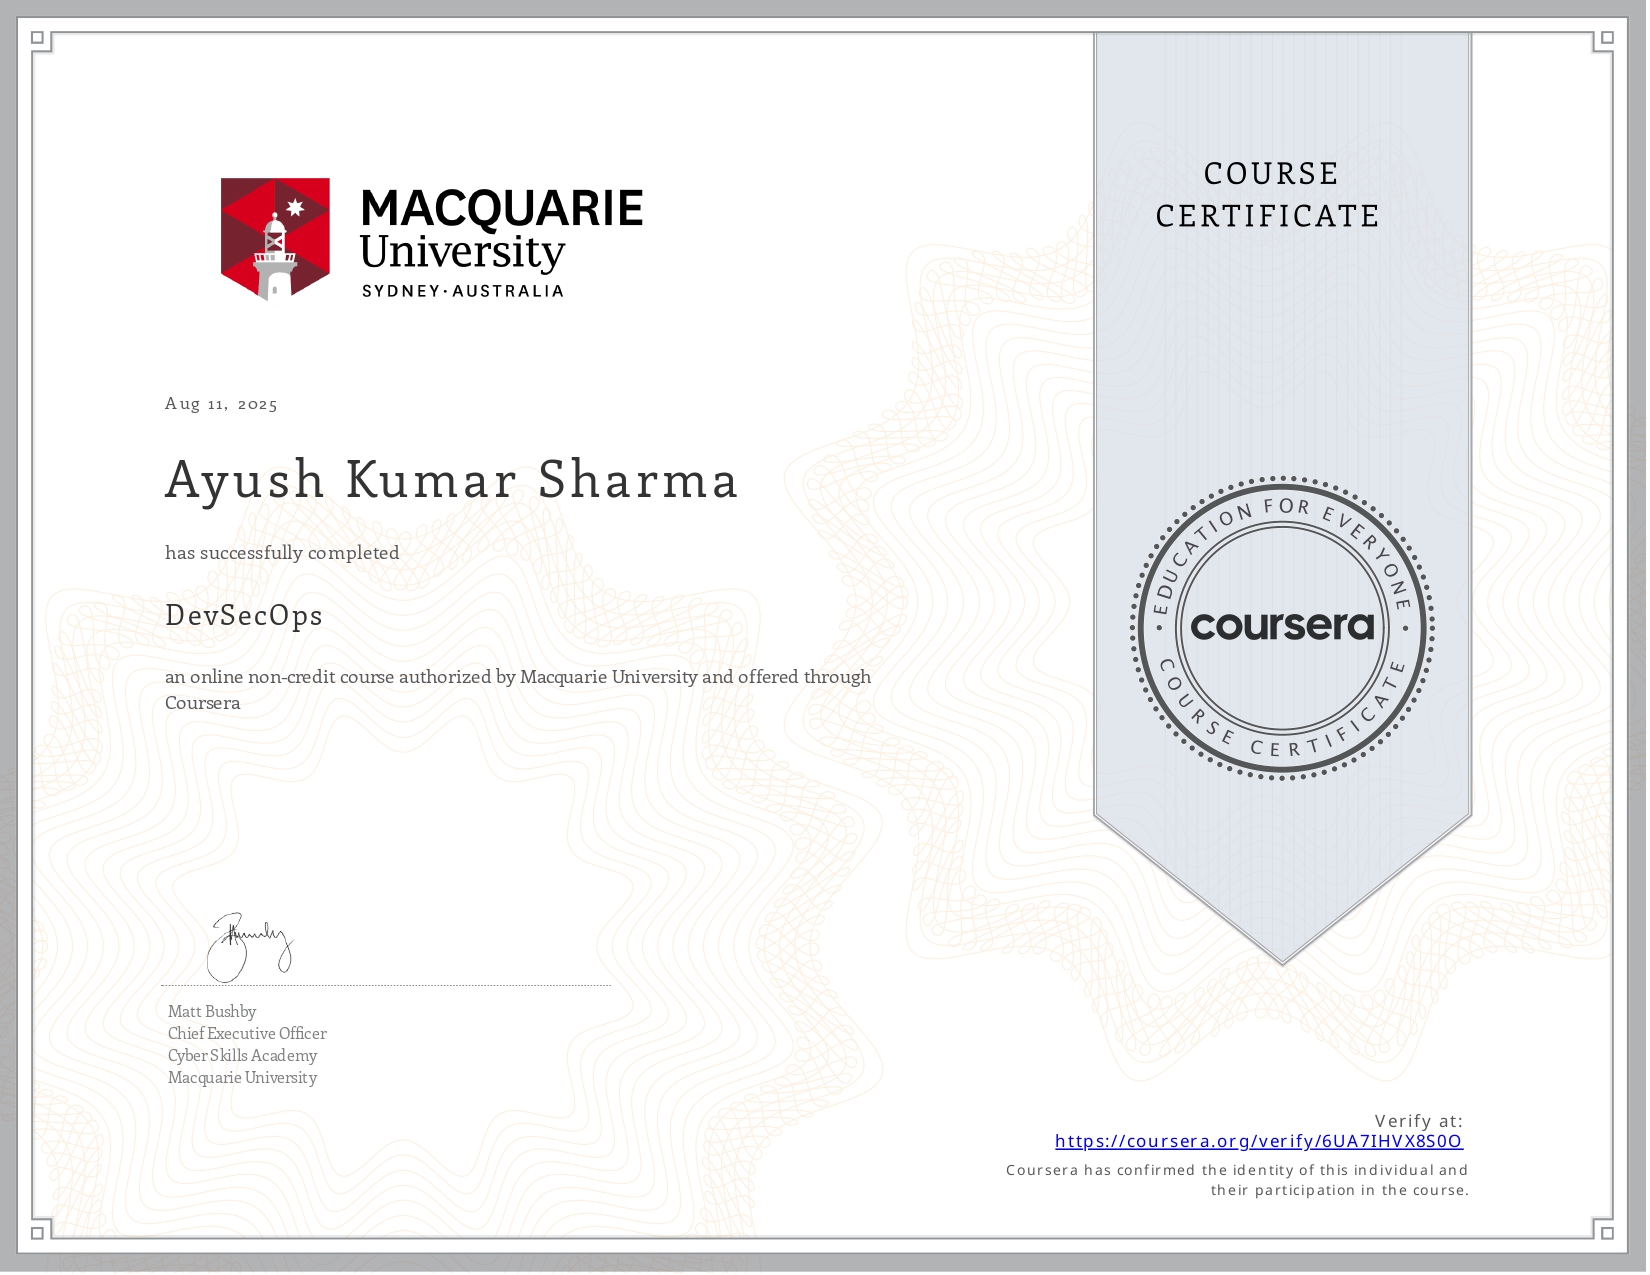 MACQUARIE
University
SYDNEY·AUSTRALIA
COURSE
CERTIFICATE
Aug 11, 2025
Ayush Kumar Sharma
has successfully completed
DevSecOps
an online non-credit course authorized by Macquarie University and offered through
Coursera
• EDUCATION FOR EVERYONE •
coursera
COURSE CERTIFICATE
Matt Bushby
Chief Executive Officer
Cyber Skills Academy
Macquarie University
Verify at:
https://coursera.org/verify/6UA7IHVX8S0O
Coursera has confirmed the identity of this individual and
their participation in the course.